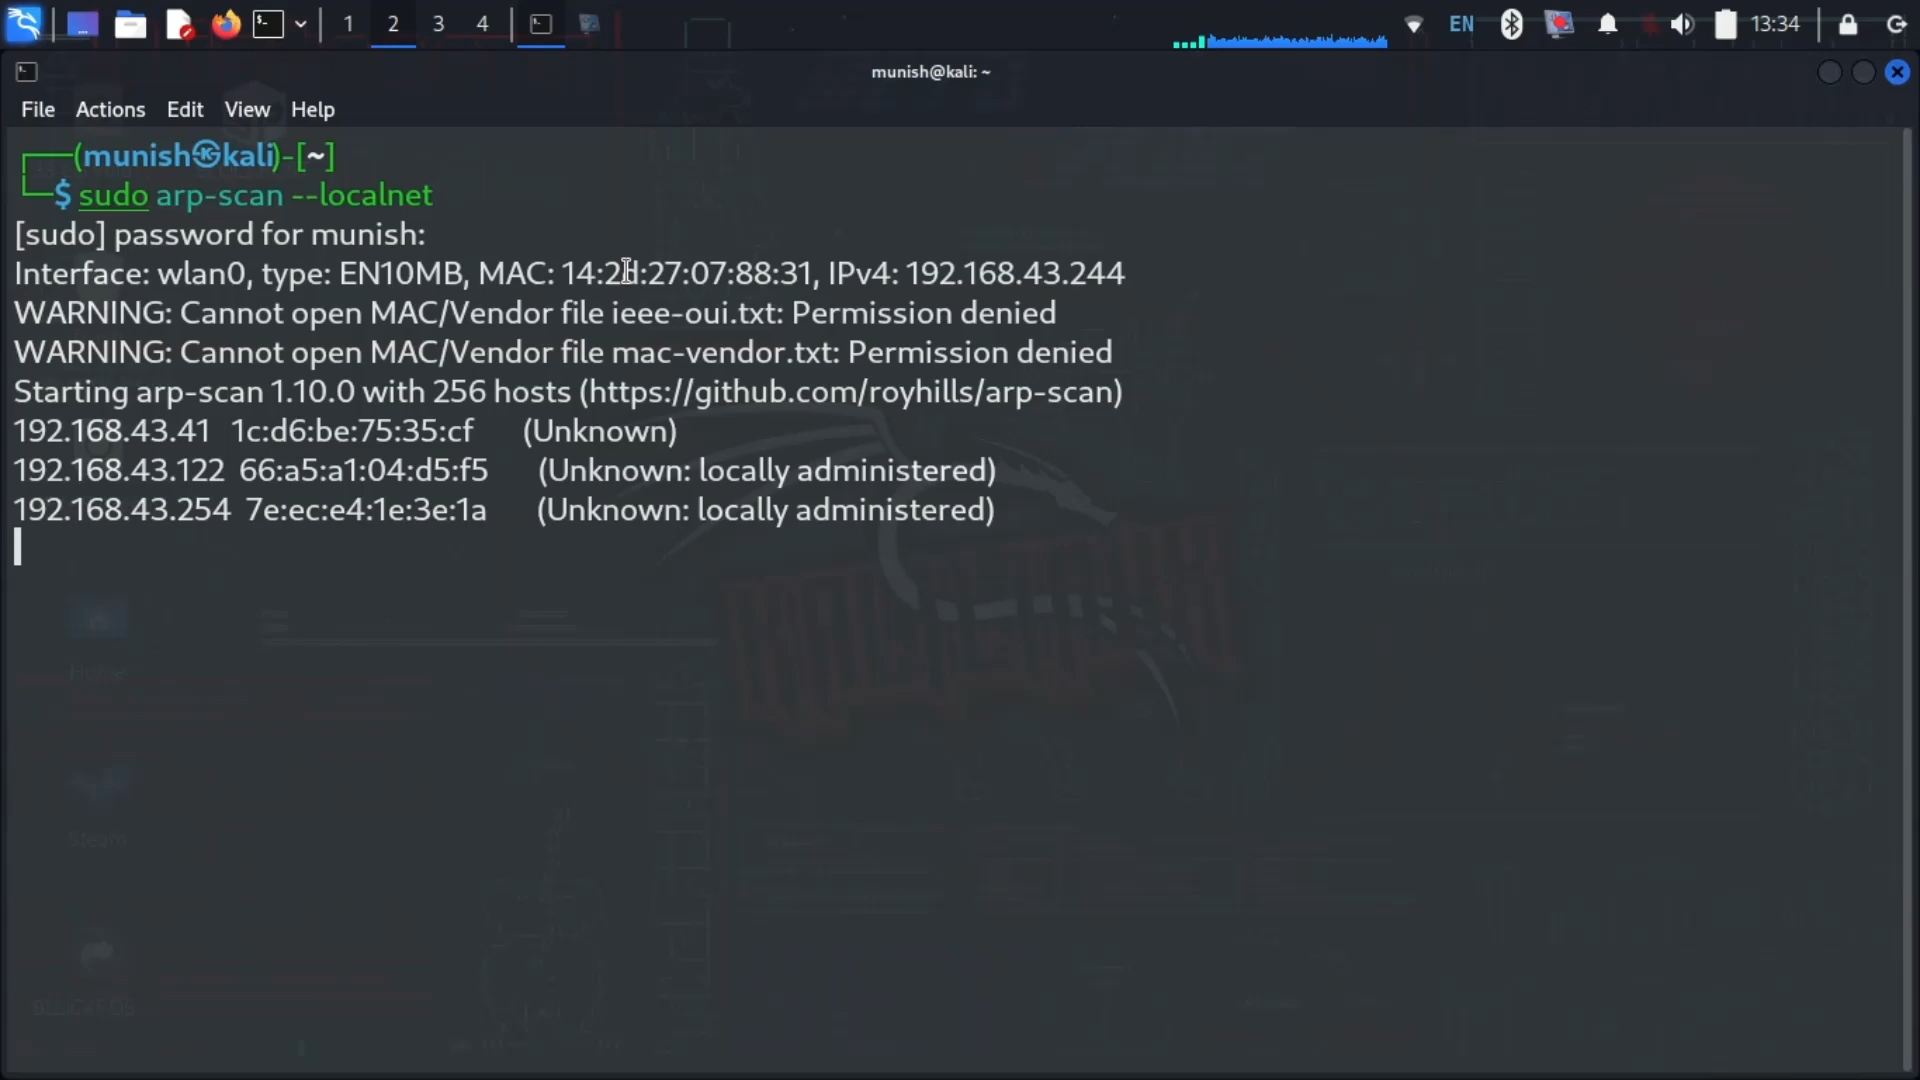 1 2 3 4 EN 13:34
munish@kali: ~
File Actions Edit View Help
┌──(munish㉿kali)-[~]
└─$ sudo arp-scan --localnet
[sudo] password for munish:
Interface: wlan0, type: EN10MB, MAC: 14:2d:27:07:88:31, IPv4: 192.168.43.244
WARNING: Cannot open MAC/Vendor file ieee-oui.txt: Permission denied
WARNING: Cannot open MAC/Vendor file mac-vendor.txt: Permission denied
Starting arp-scan 1.10.0 with 256 hosts (https://github.com/royhills/arp-scan)
192.168.43.41 1c:d6:be:75:35:cf (Unknown)
192.168.43.122 66:a5:a1:04:d5:f5 (Unknown: locally administered)
192.168.43.254 7e:ec:e4:1e:3e:1a (Unknown: locally administered)
Home
Steam